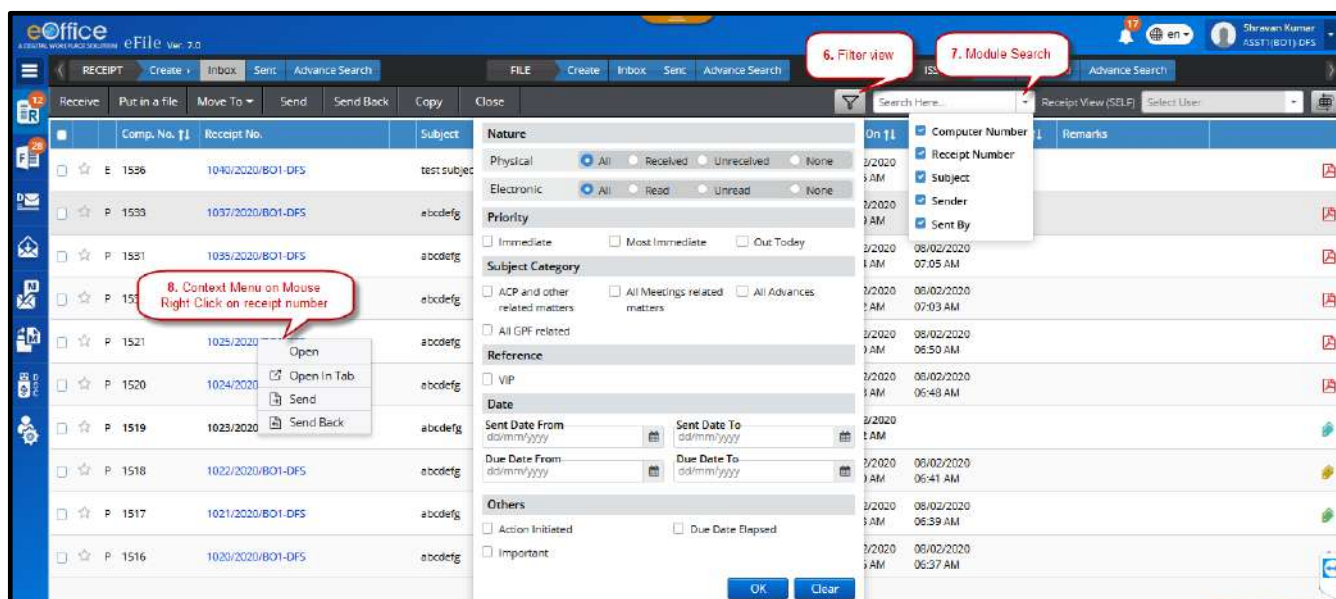 eOffice
A DIGITAL WORKPLACE SOLUTION
eFile Ver. 7.0
17
en
Shravan Kumar
ASST1(BO1)-DFS
RECEIPT Create Inbox Sent Advance Search
FILE Create Inbox Sent Advance Search
Advance Search
6. Filter view
7. Module Search
Receive Put in a file Move To Send Send Back Copy Close
Search Here...
Receipt View (SELF) Select User
12
28
Comp. No. Receipt No. Subject
On Remarks
Computer Number
Receipt Number
Subject
Sender
Sent By
E 1536 1040/2020/BO1-DFS test subjec
P 1533 1037/2020/BO1-DFS abcdefg
P 1531 1035/2020/BO1-DFS abcdefg 08/02/2020
07:05 AM
abcdefg 08/02/2020
07:03 AM
8. Context Menu on Mouse
Right Click on receipt number
P 1521 1025/2020 abcdefg 08/02/2020
06:50 AM
P 1520 1024/2020 abcdefg 08/02/2020
06:48 AM
P 1519 1023/2020 abcdefg
P 1518 1022/2020/BO1-DFS abcdefg 08/02/2020
06:41 AM
P 1517 1021/2020/BO1-DFS abcdefg 08/02/2020
06:39 AM
P 1516 1020/2020/BO1-DFS abcdefg 08/02/2020
06:37 AM
Open
Open In Tab
Send
Send Back
Nature
Physical All Received Unreceived None
Electronic All Read Unread None
Priority
Immediate Most Immediate Out Today
Subject Category
ACP and other All Meetings related All Advances
related matters matters
All GPF related
Reference
VIP
Date
Sent Date From Sent Date To
dd/mm/yyyy dd/mm/yyyy
Due Date From Due Date To
dd/mm/yyyy dd/mm/yyyy
Others
Action Initiated Due Date Elapsed
Important
OK Clear